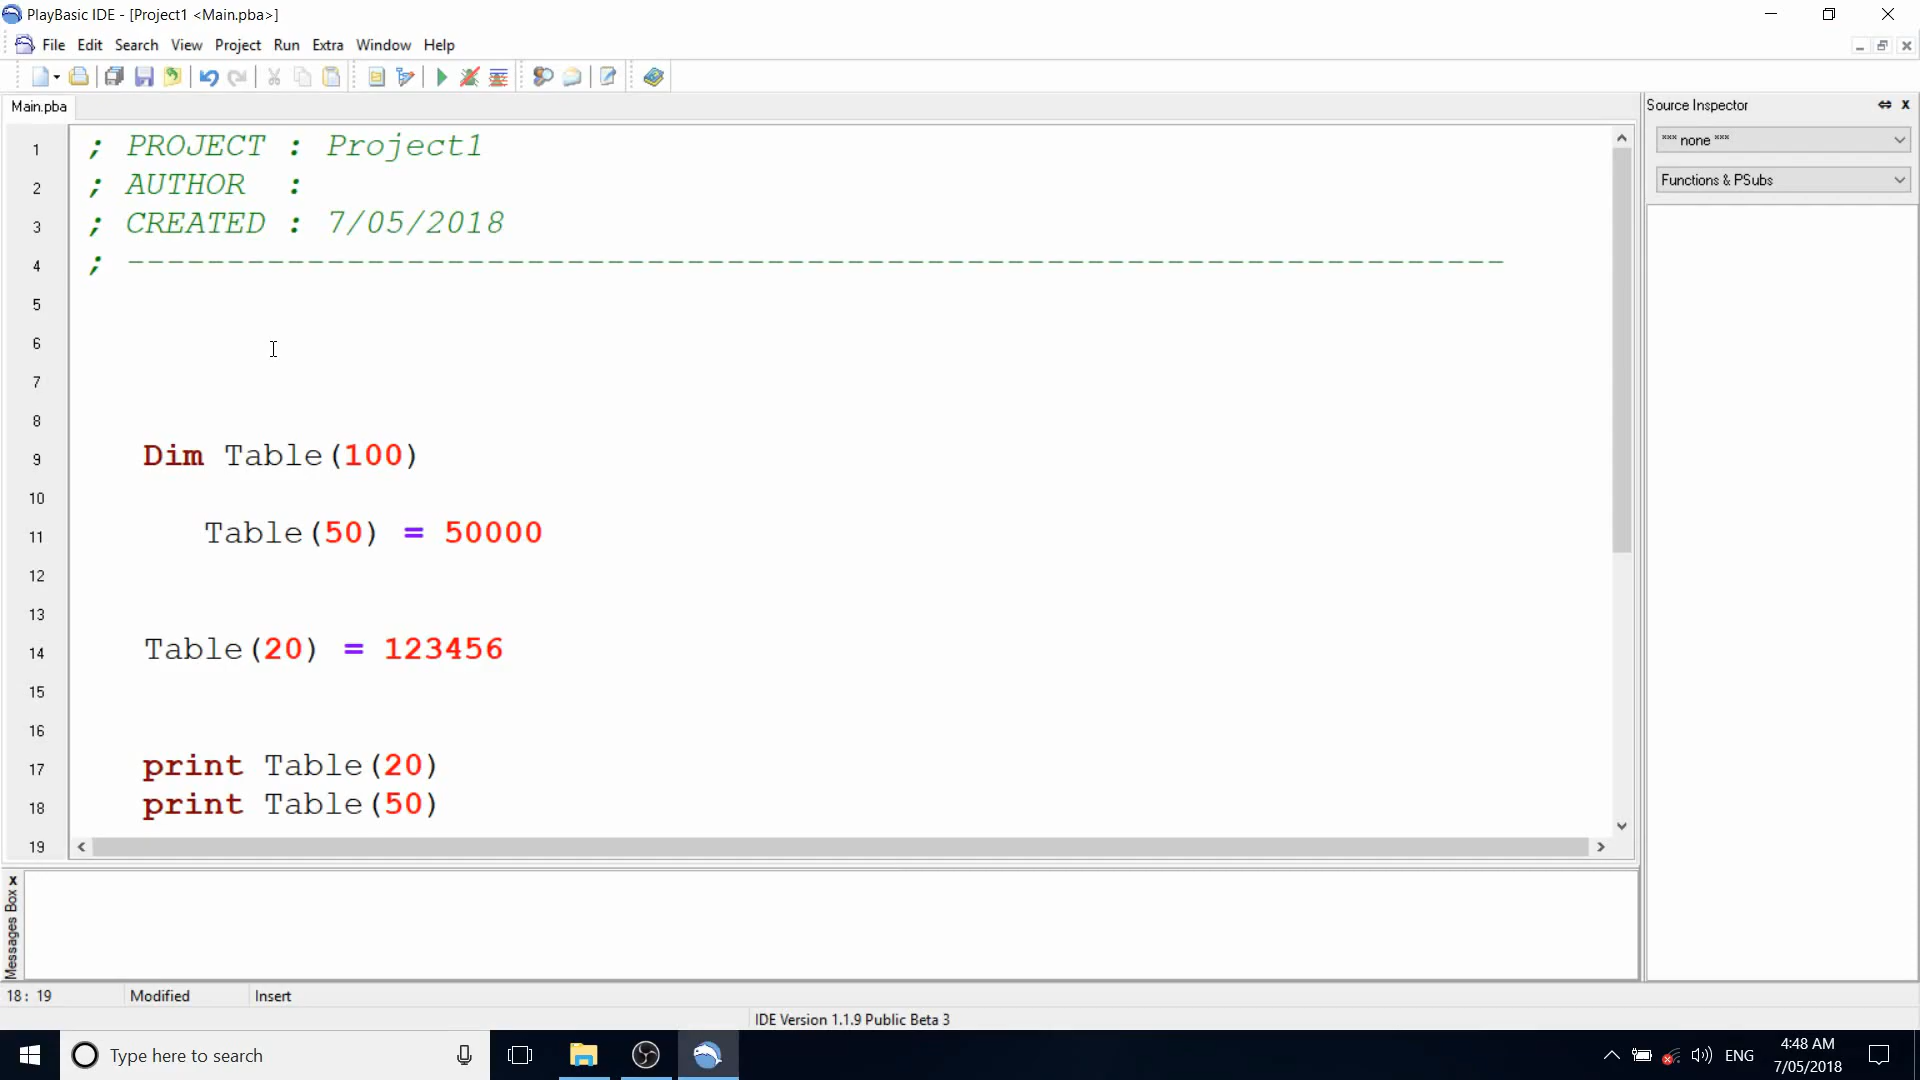 PlayBasic IDE - [Project1 <Main.pba>]
File Edit Search View Project Run Extra Window Help
Main.pba
Source Inspector
*** none ***
Functions & PSubs
1 ; PROJECT : Project1
2 ; AUTHOR :
3 ; CREATED : 7/05/2018
4 ; ---------------------------------------------------------------------
5
6
7
8
9 Dim Table(100)
10
11 Table(50) = 50000
12
13
14 Table(20) = 123456
15
16
17 print Table(20)
18 print Table(50)
19
Messages Box
18: 19 Modified Insert
IDE Version 1.1.9 Public Beta 3
Type here to search
ENG
4:48 AM
7/05/2018